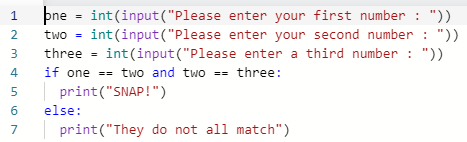 1 one = int(input("Please enter your first number : "))
2 two = int(input("Please enter your second number : "))
3 three = int(input("Please enter a third number : "))
4 if one == two and two == three:
5   print("SNAP!")
6 else:
7   print("They do not all match")